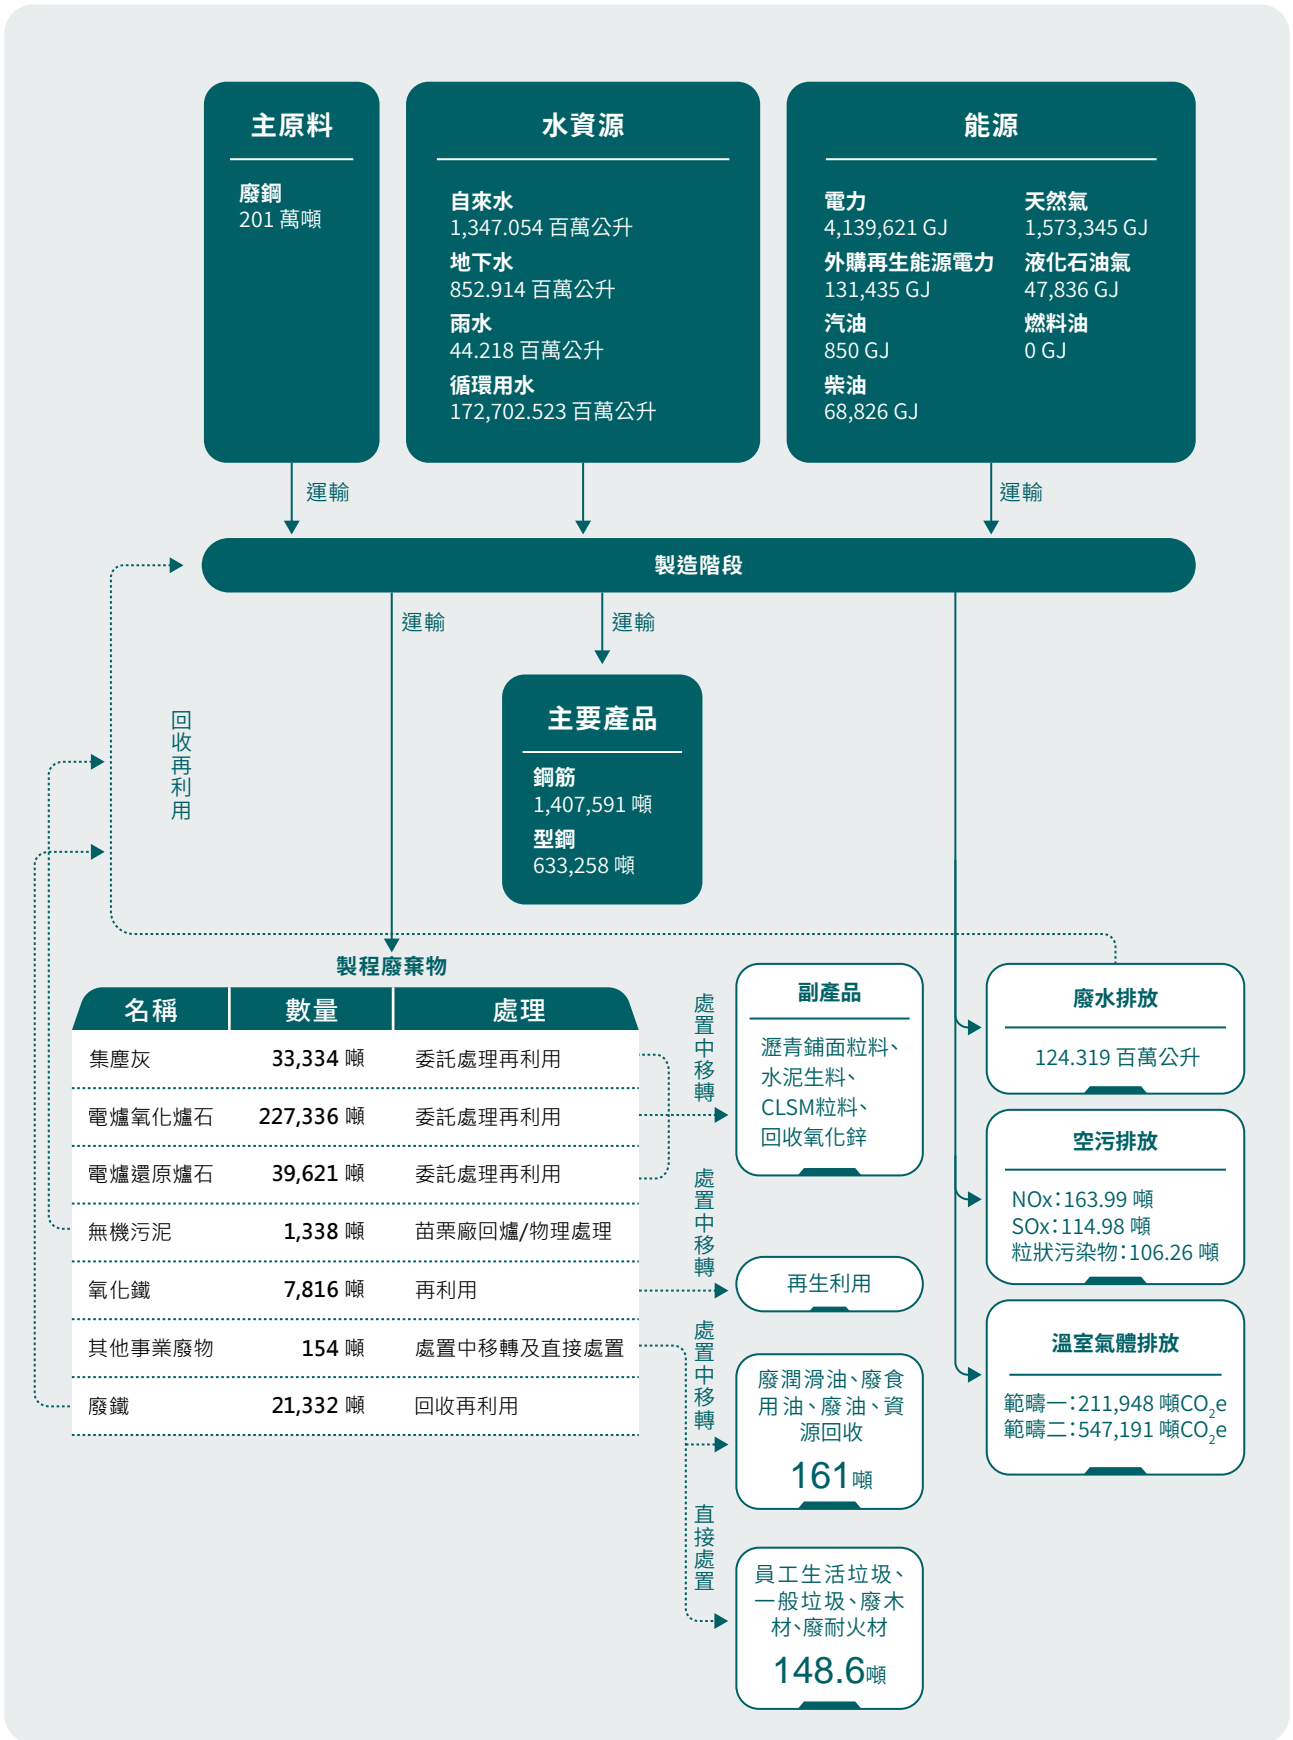 主原料
廢鋼
201 萬噸
水資源
自來水
1,347.054 百萬公升
地下水
852.914 百萬公升
雨水
44.218 百萬公升
循環用水
172,702.523 百萬公升
能源
電力
4,139,621 GJ
外購再生能源電力
131,435 GJ
汽油
850 GJ
柴油
68,826 GJ
天然氣
1,573,345 GJ
液化石油氣
47,836 GJ
燃料油
0 GJ
運輸
運輸
製造階段
運輸
運輸
回收再利用
主要產品
鋼筋
1,407,591 噸
型鋼
633,258 噸
製程廢棄物
名稱 數量 處理
集塵灰 33,334 噸 委託處理再利用
電爐氧化爐石 227,336 噸 委託處理再利用
電爐還原爐石 39,621 噸 委託處理再利用
無機污泥 1,338 噸 苗栗廠回爐/物理處理
氧化鐵 7,816 噸 再利用
其他事業廢物 154 噸 處置中移轉及直接處置
廢鐵 21,332 噸 回收再利用
處置中移轉
處置中移轉
處置中移轉
直接處置
副產品
瀝青鋪面粒料、
水泥生料、
CLSM粒料、
回收氧化鋅
再生利用
廢潤滑油、廢食
用油、廢油、資
源回收
161噸
員工生活垃圾、
一般垃圾、廢木
材、廢耐火材
148.6噸
廢水排放
124.319 百萬公升
空污排放
NOx：163.99 噸
SOx：114.98 噸
粒狀污染物：106.26 噸
溫室氣體排放
範疇一：211,948 噸CO₂e
範疇二：547,191 噸CO₂e